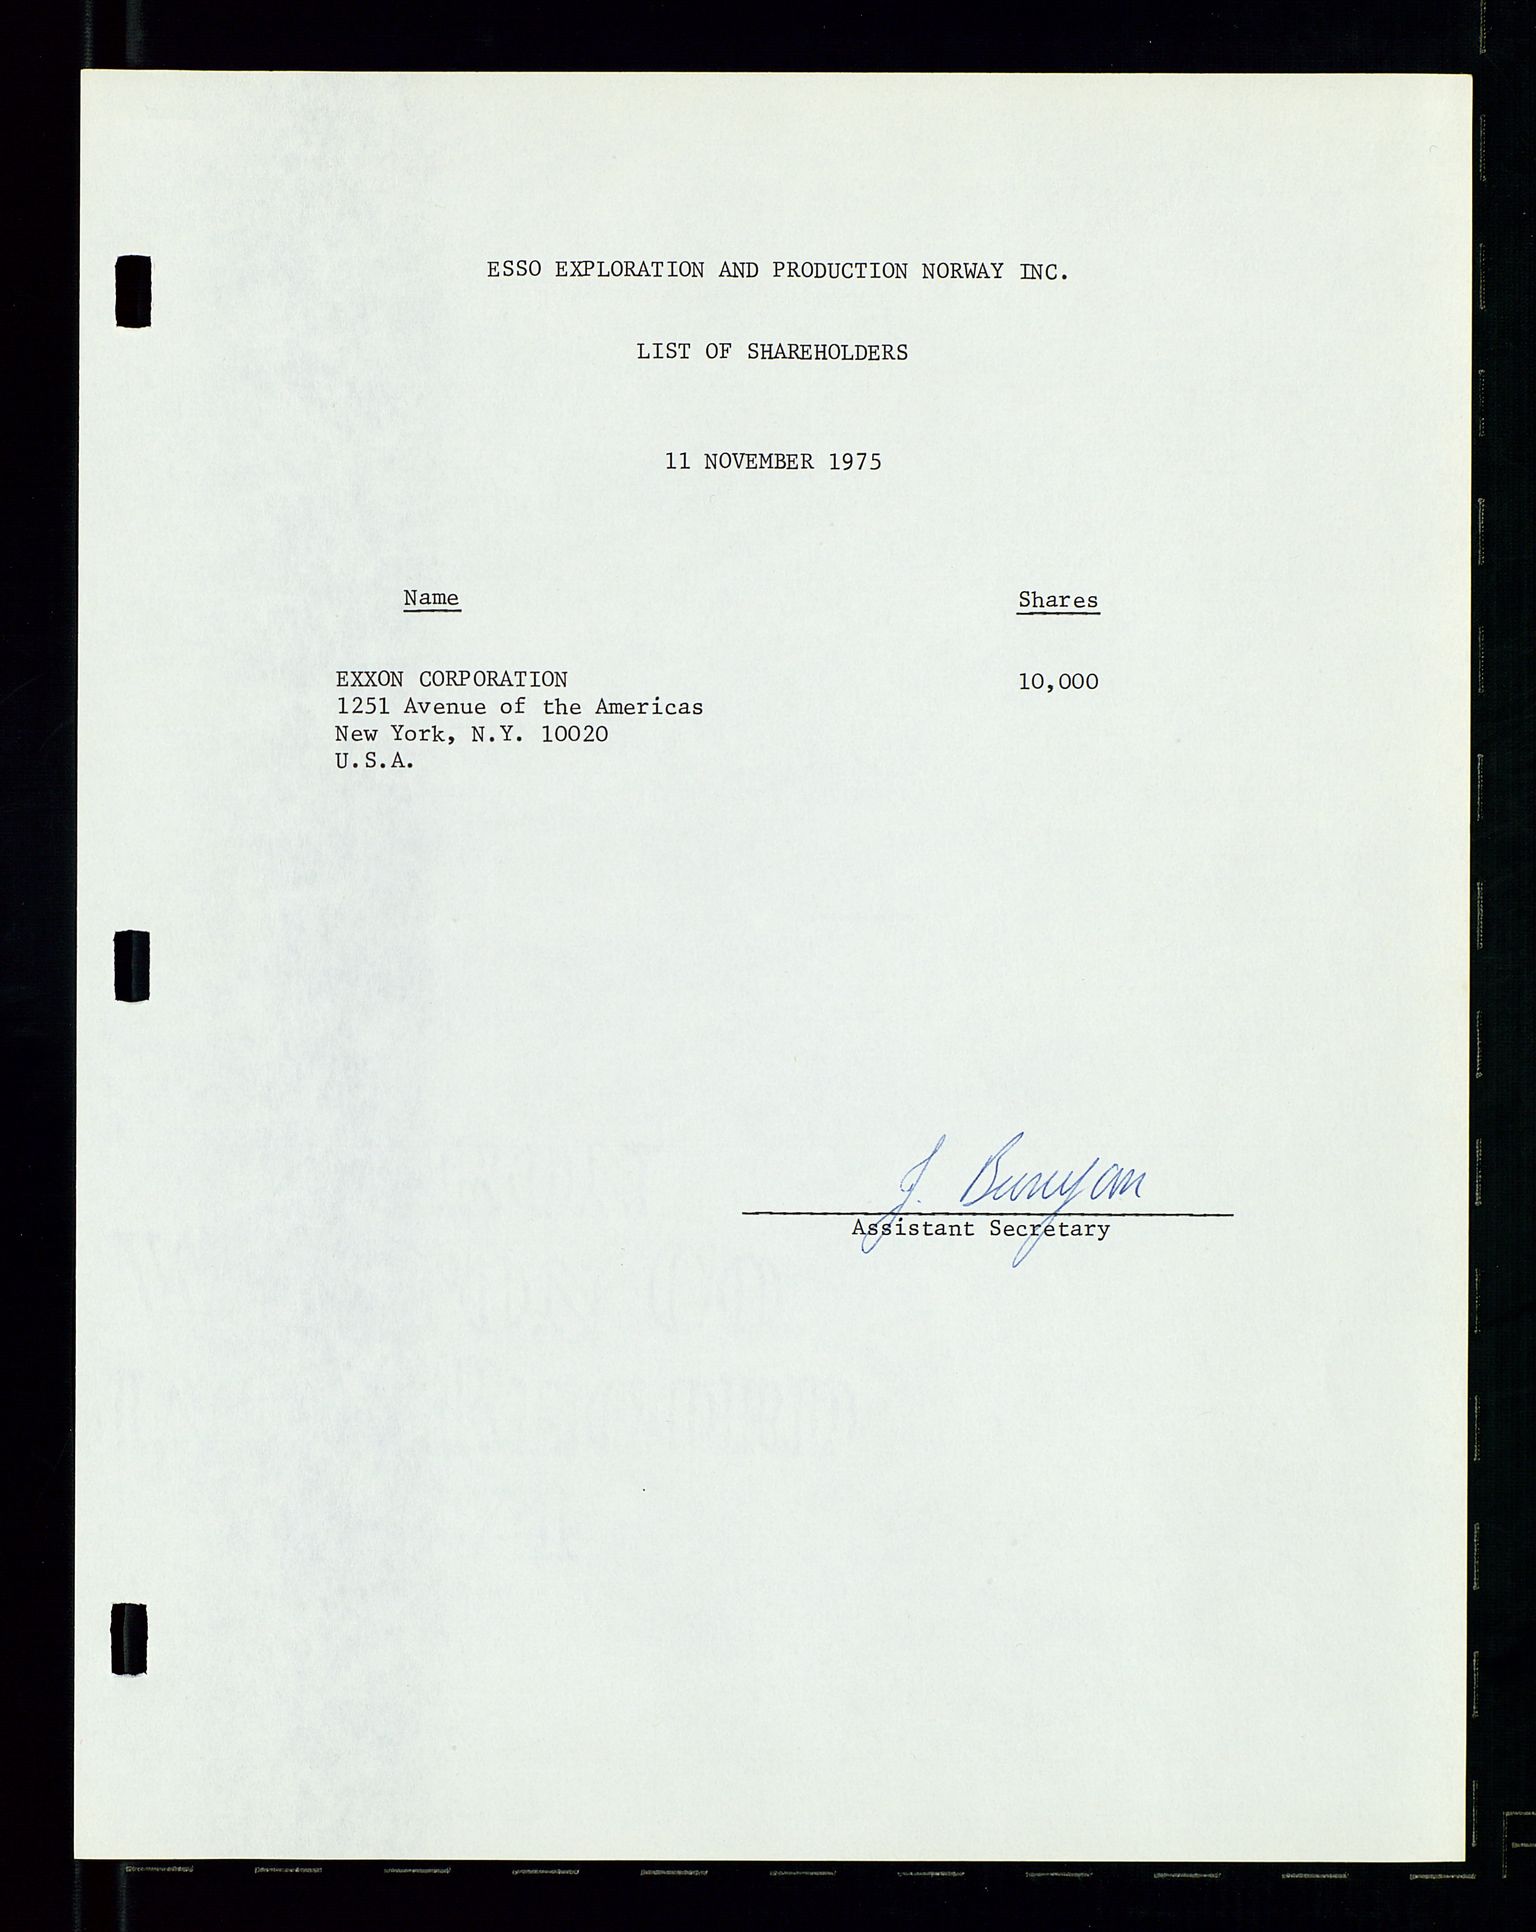 ESSO EXPLORATION AND PRODUCTION NORWAY INC.
LIST OF SHAREHOLDERS
11 NOVEMBER 1975
Name Shares
EXXON CORPORATION 10,000
1251 Avenue of the Americas
New York, N.Y. 10020
U.S.A.
J. Bunyan
Assistant Secretary